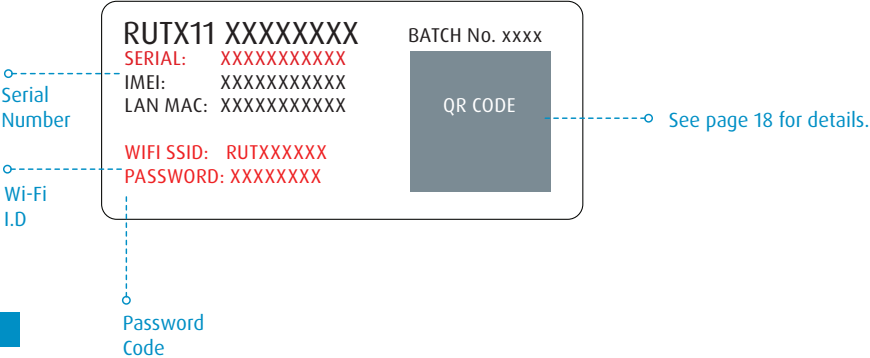 RUTX11 XXXXXXXX
BATCH No. xxxx
SERIAL: XXXXXXXXXXX
IMEI: XXXXXXXXXXX
LAN MAC: XXXXXXXXXXX
WIFI SSID: RUTXXXXXX
PASSWORD: XXXXXXXX
QR CODE
Serial
Number
Wi-Fi
I.D
See page 18 for details.
Password
Code